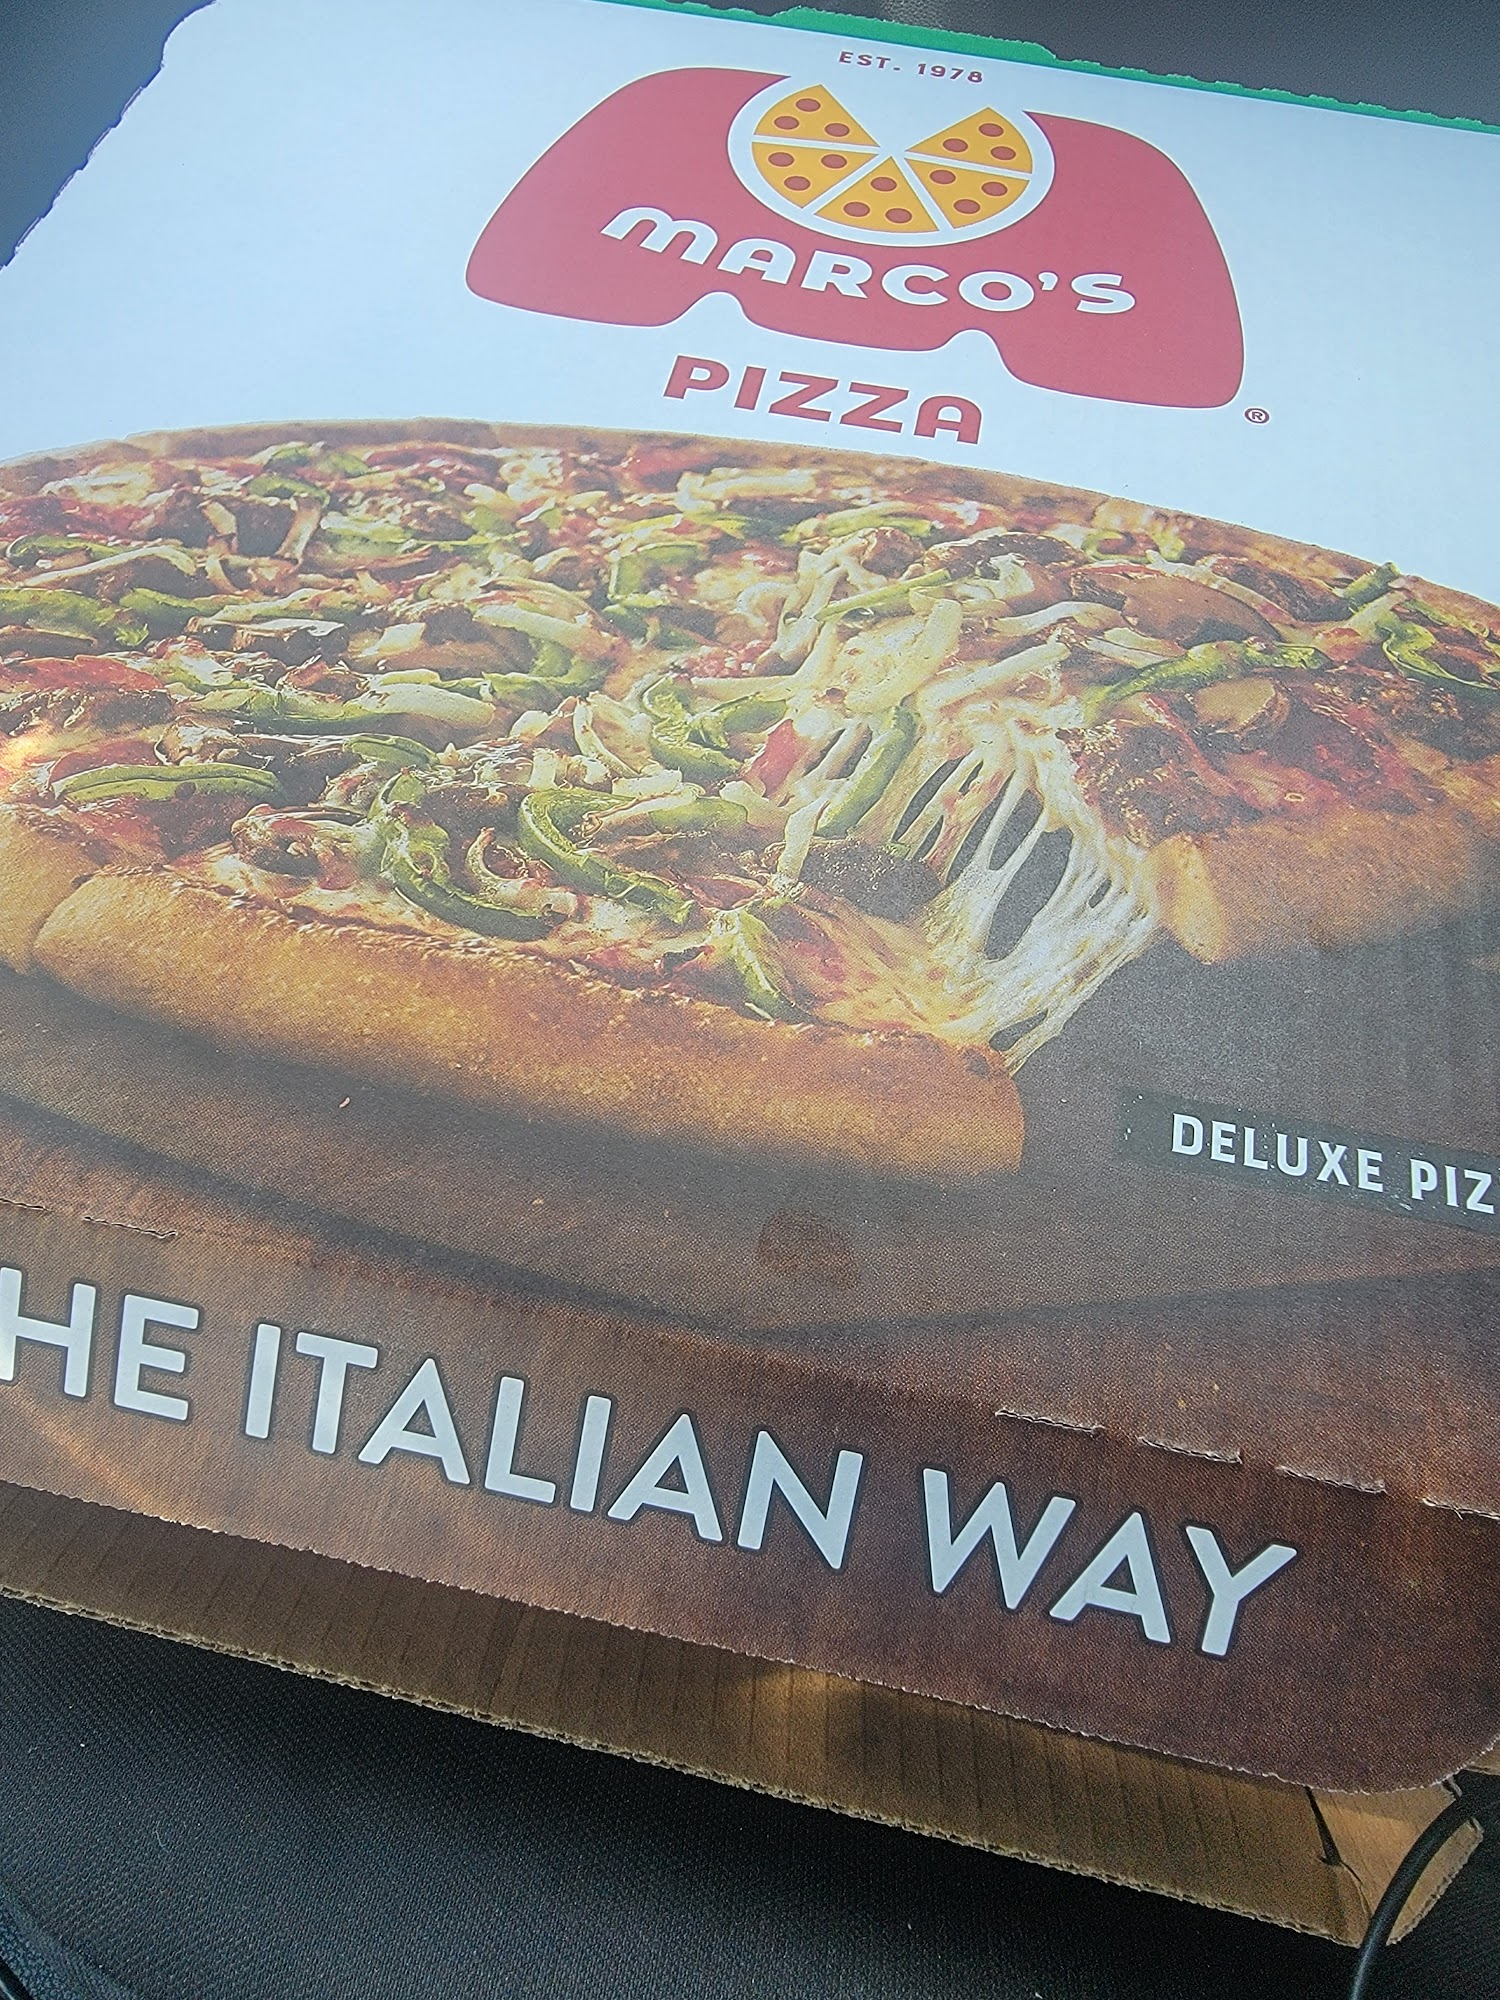 EST. 1978
MARCO'S
PIZZA
®
DELUXE PIZ
HE ITALIAN WAY